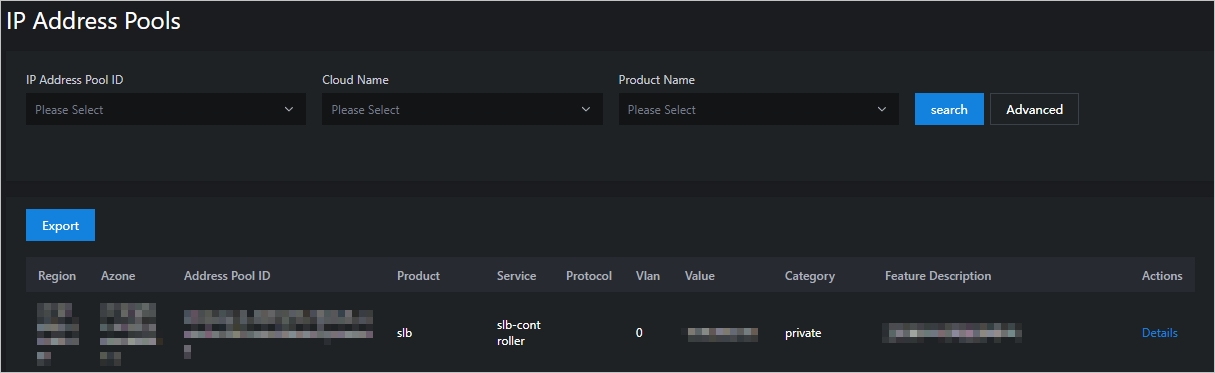 IP Address Pools
IP Address Pool ID Cloud Name Product Name
Please Select Please Select Please Select search Advanced
Export
Region Azone Address Pool ID Product Service Protocol Vlan Value Category Feature Description Actions
slb slb-cont 0 private Details
roller